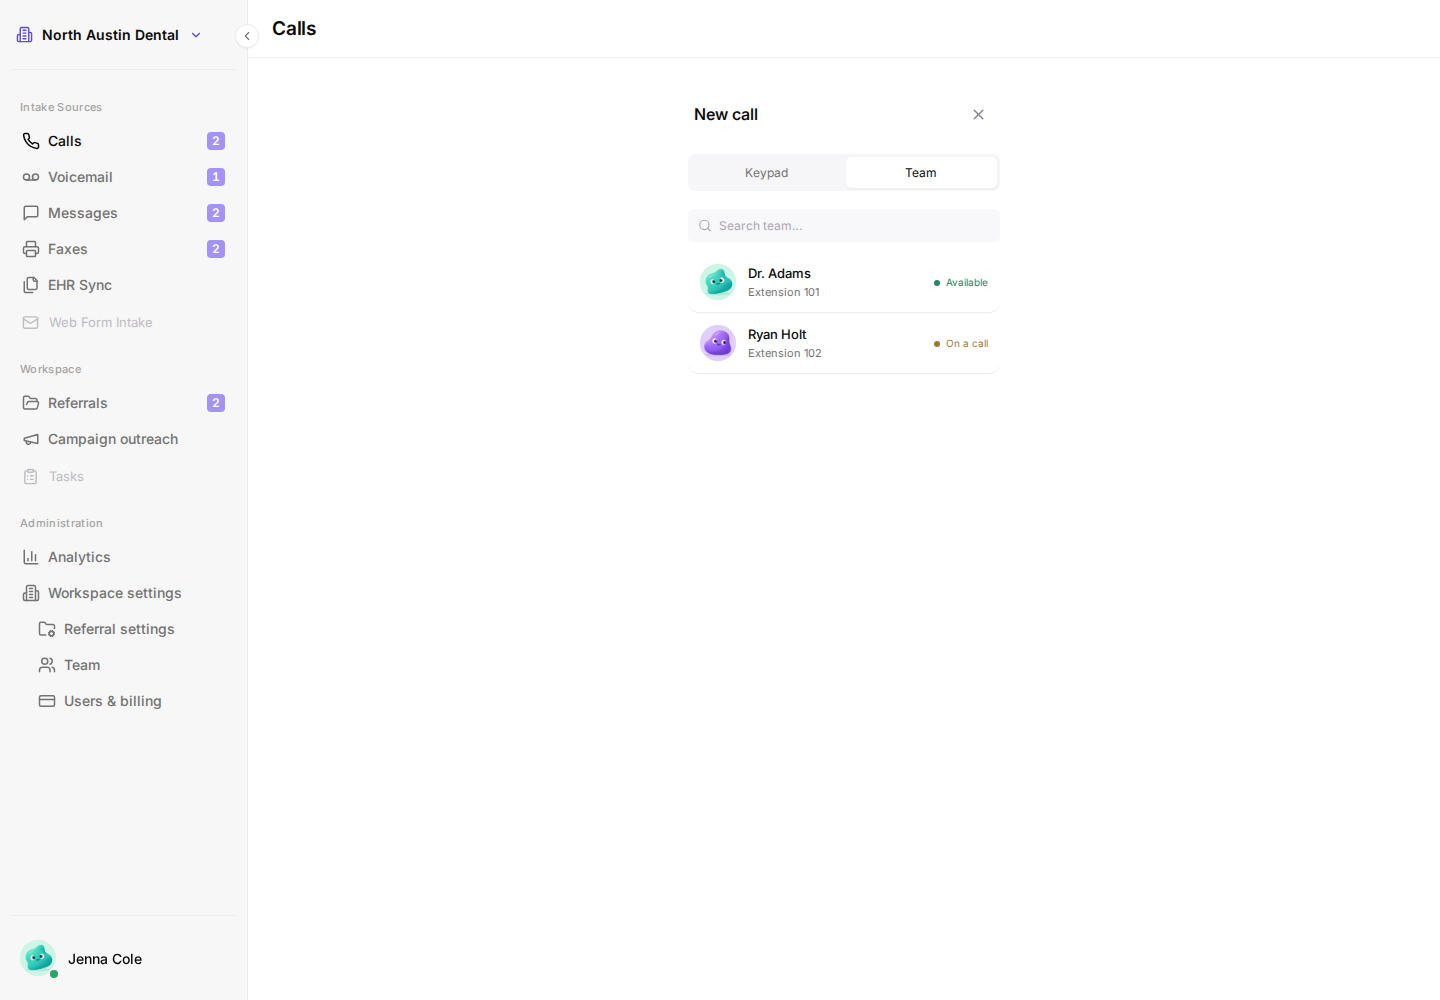 North Austin Dental
Calls
Intake Sources
Calls 2
Voicemail 1
Messages 2
Faxes 2
EHR Sync
Web Form Intake
Workspace
Referrals 2
Campaign outreach
Tasks
Administration
Analytics
Workspace settings
Referral settings
Team
Users & billing
Jenna Cole
New call
Keypad Team
Search team...
Dr. Adams
Extension 101
Available
Ryan Holt
Extension 102
On a call